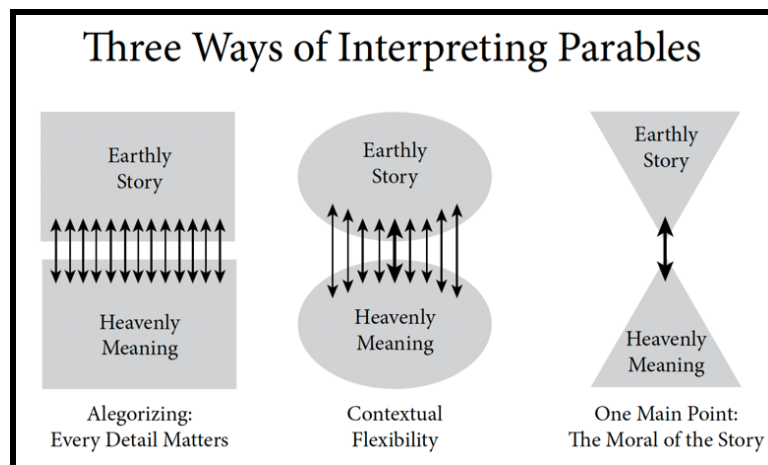 Three Ways of Interpreting Parables
Earthly
Story
Heavenly
Meaning
Alegorizing:
Every Detail Matters
Earthly
Story
Heavenly
Meaning
Contextual
Flexibility
Earthly
Story
Heavenly
Meaning
One Main Point:
The Moral of the Story